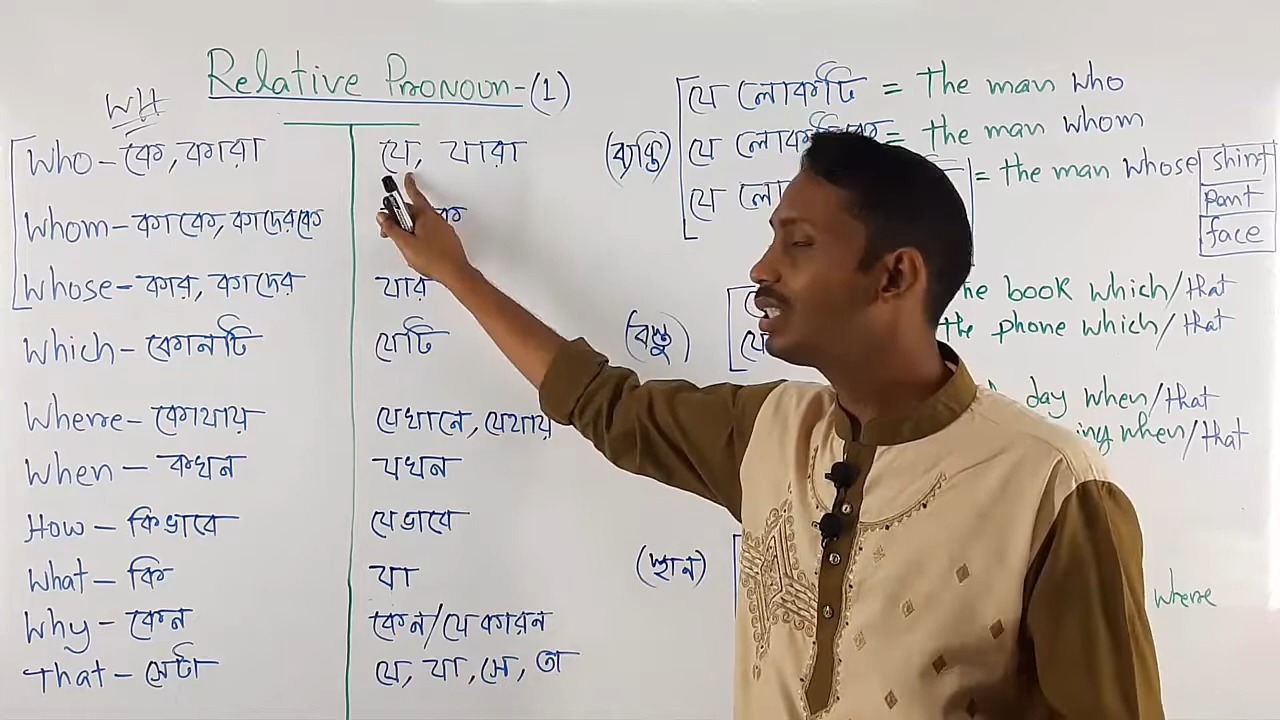 Relative Pronoun-(1)
WH
Who - কে, কারা
যে, যারা
Whom - কাকে, কাদেরকে
Whose - কার, কাদের
যার
Which - কোনটি
যেটি
Where - কোথায়
যেখানে, যেথায়
When - কখন
যখন
How - কিভাবে
যেভাবে
What - কি
যা
Why - কেন
কেন/যে কারন
That - সেটা
যে, যা, সে, তা
(ব্যক্তি)
যে লোকটি = The man who
যে = the man whom
যে = the man whose
shirt
pant
face
(বস্তু)
book which/that
the phone which/that
day when/that
when/that
(স্থান)
where